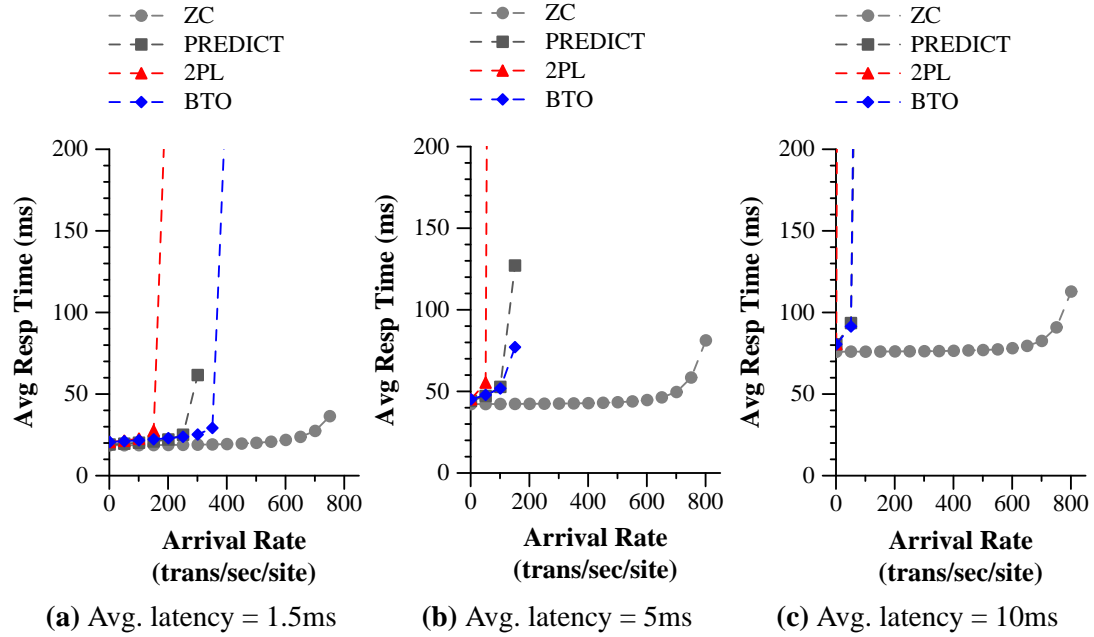 ZC
PREDICT
2PL
BTO
200
150
100
50
0
Avg Resp Time (ms)
0 200 400 600 800
Arrival Rate
(trans/sec/site)
(a) Avg. latency = 1.5ms
ZC
PREDICT
2PL
BTO
200
150
100
50
0
Avg Resp Time (ms)
0 200 400 600 800
Arrival Rate
(trans/sec/site)
(b) Avg. latency = 5ms
ZC
PREDICT
2PL
BTO
200
150
100
50
0
Avg Resp Time (ms)
0 200 400 600 800
Arrival Rate
(trans/sec/site)
(c) Avg. latency = 10ms